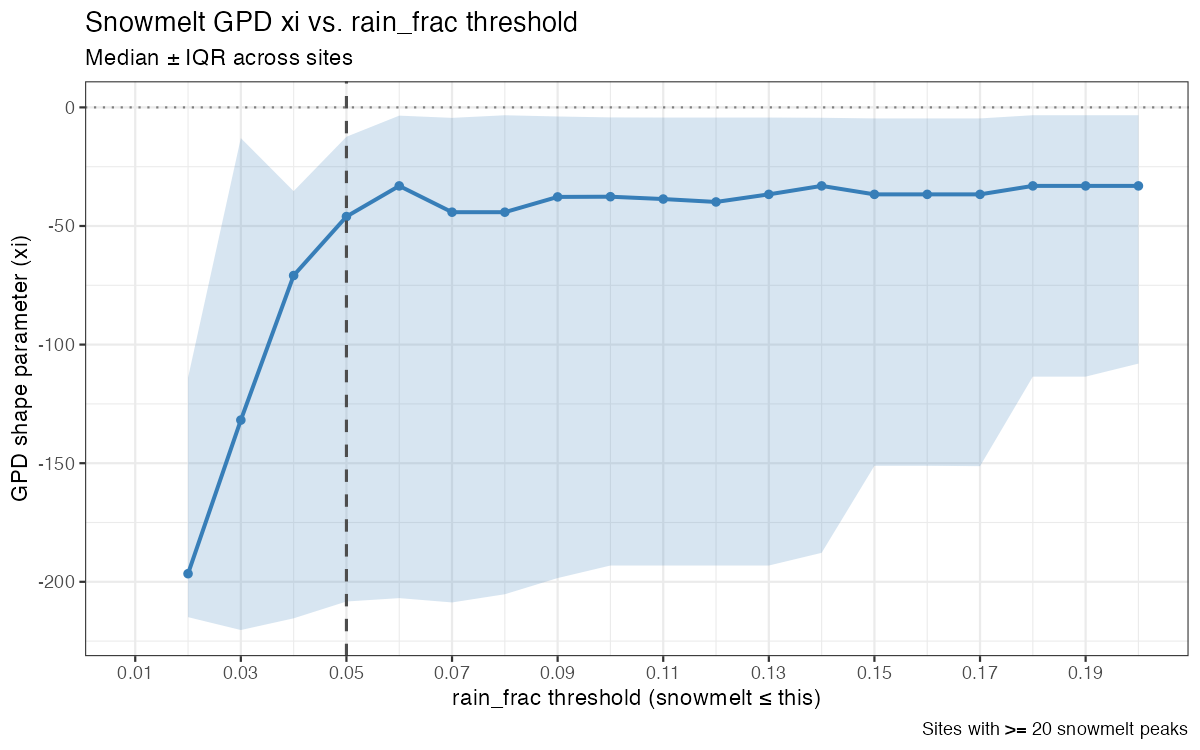 Snowmelt GPD xi vs. rain_frac threshold
Median ± IQR across sites
GPD shape parameter (xi)
0
-50
-100
-150
-200
0.01 0.03 0.05 0.07 0.09 0.11 0.13 0.15 0.17 0.19
rain_frac threshold (snowmelt ≤ this)
Sites with >= 20 snowmelt peaks